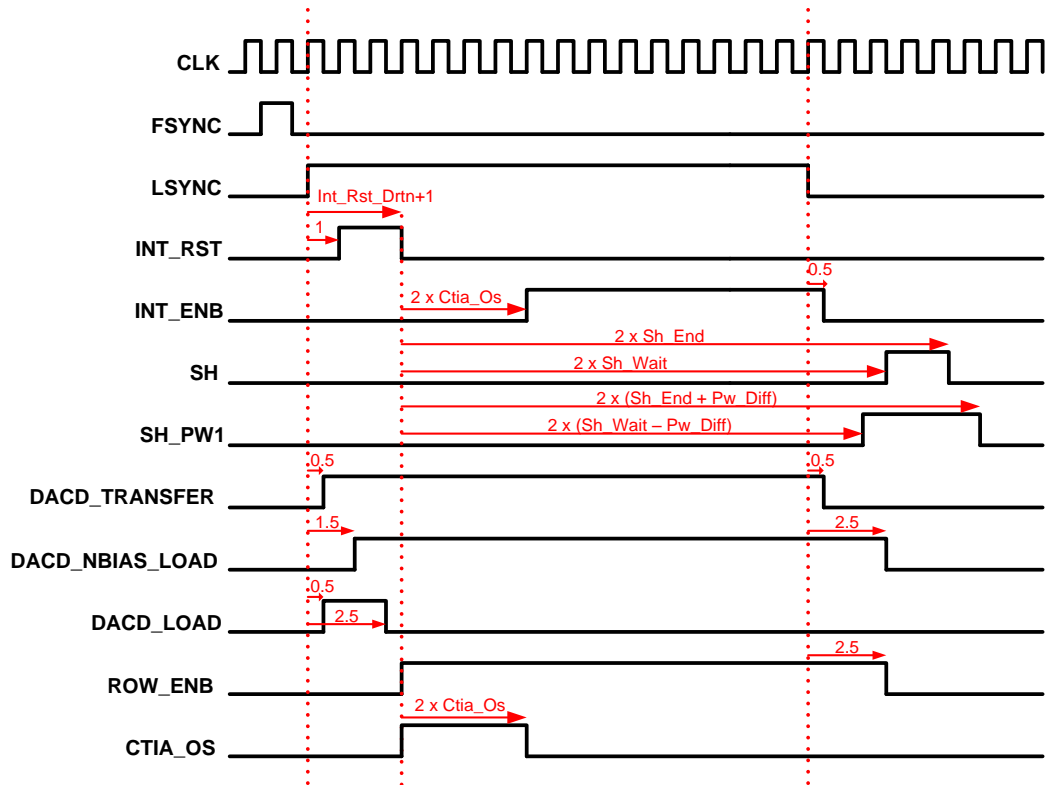 CLK
FSYNC
LSYNC
Int_Rst_Drtn+1
1
INT_RST
0.5
2 x Ctia_Os
INT_ENB
2 x Sh_End
2 x Sh_Wait
SH
2 x (Sh_End + Pw_Diff)
2 x (Sh_Wait – Pw_Diff)
SH_PW1
0.5
0.5
DACD_TRANSFER
1.5
2.5
DACD_NBIAS_LOAD
0.5
2.5
DACD_LOAD
2.5
ROW_ENB
2 x Ctia_Os
CTIA_OS